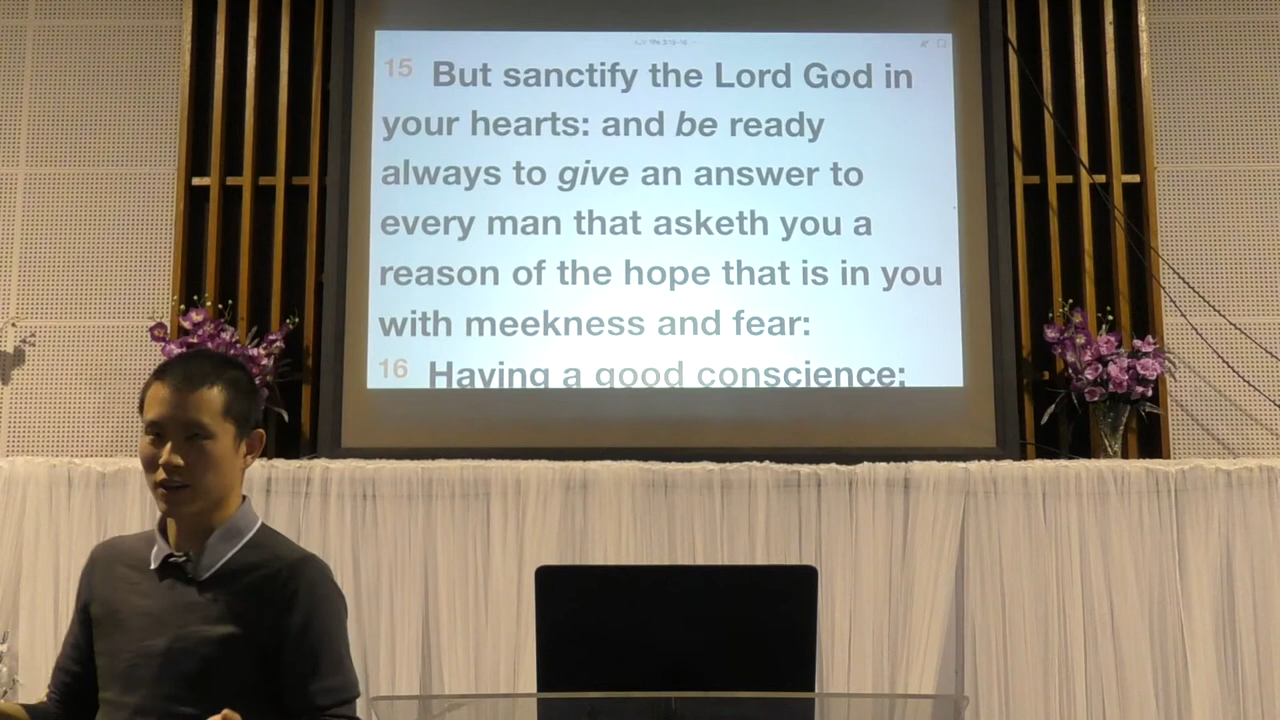 15 But sanctify the Lord God in
your hearts: and be ready
always to give an answer to
every man that asketh you a
reason of the hope that is in you
with meekness and fear:
16 Having a good conscience;